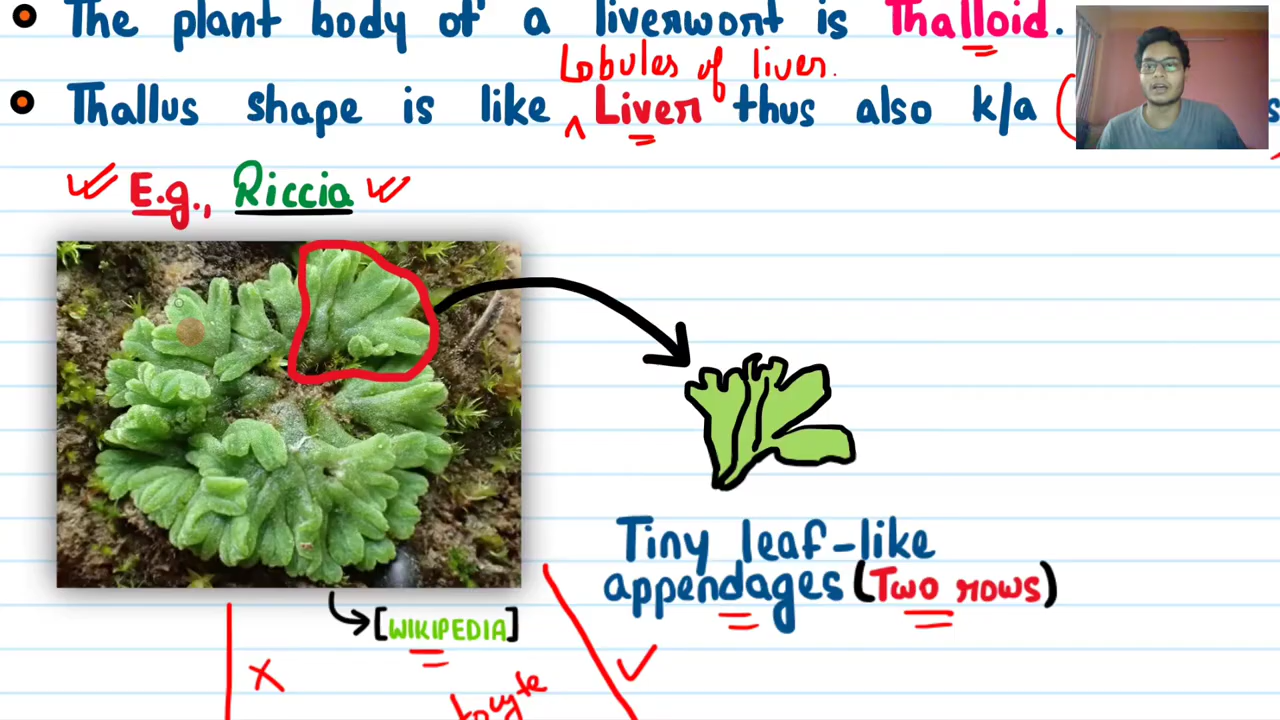 The plant body of a liverwort is Thalloid.
Lobules of liver.
Thallus shape is like ^ Liver thus also k/a (
E.g., Riccia
[WIKIPEDIA]
Tiny leaf-like
appendages (Two rows)